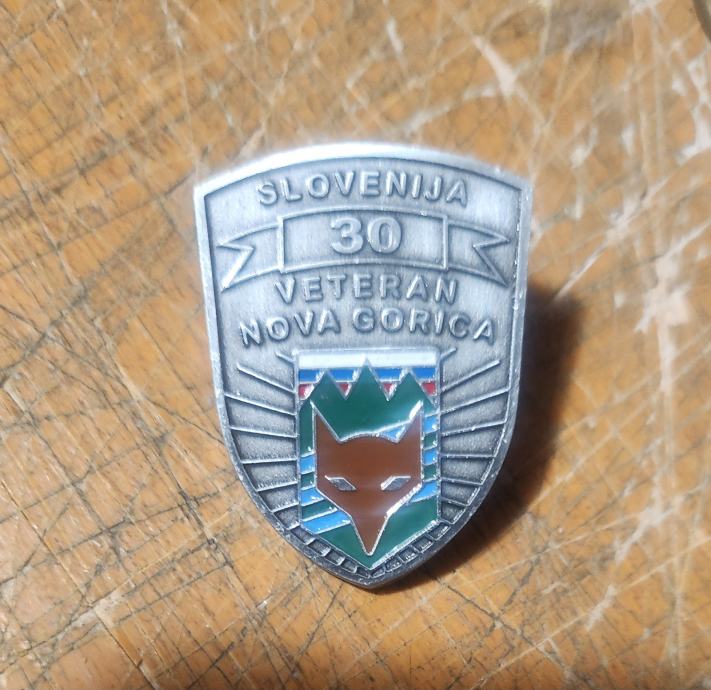 SLOVENIJA
30
VETERAN
NOVA GORICA